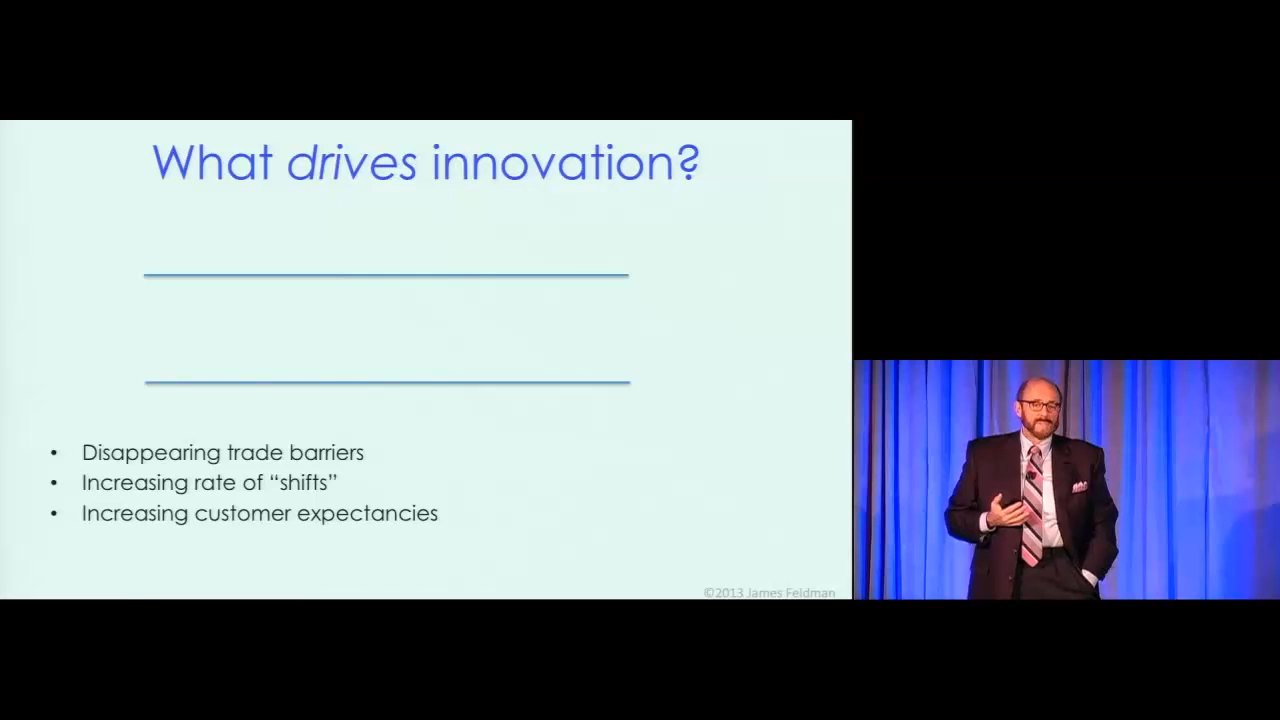 What drives innovation?
• Disappearing trade barriers
• Increasing rate of “shifts”
• Increasing customer expectancies
©2013 James Feldman